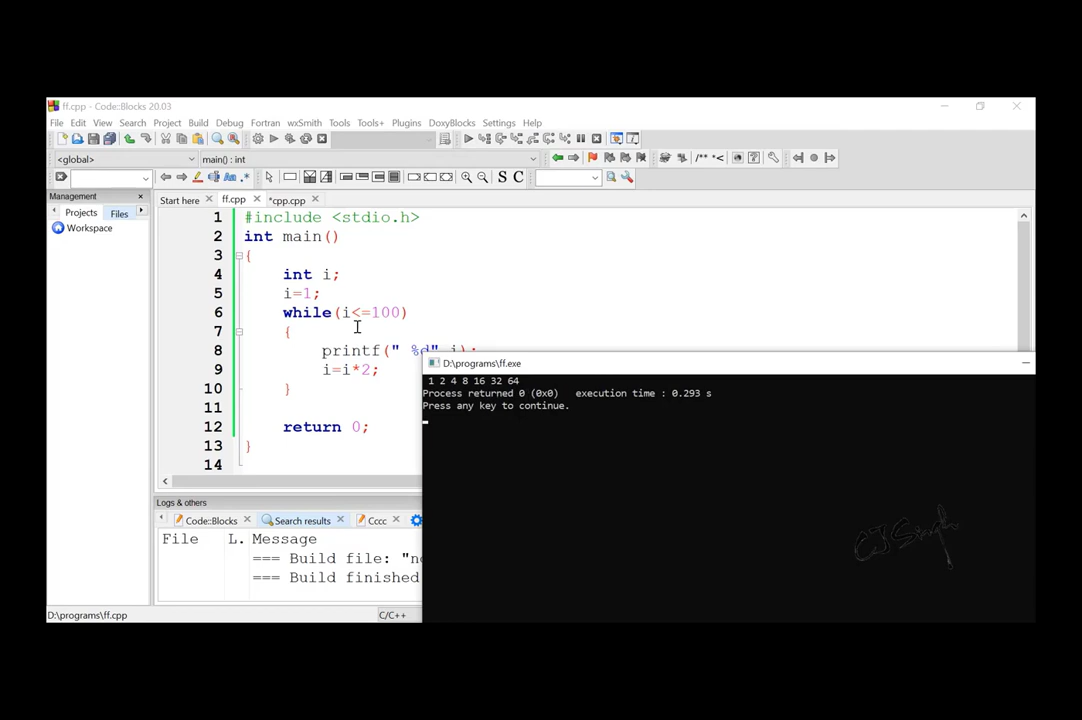 ff.cpp - Code::Blocks 20.03
File Edit View Search Project Build Debug Fortran wxSmith Tools Tools+ Plugins DoxyBlocks Settings Help
<global> main() : int
S C
Management
Projects Files
Workspace
Start here ff.cpp *cpp.cpp
1 #include <stdio.h>
2 int main()
3 {
4 int i;
5 i=1;
6 while(i<=100)
7 {
8 printf(" %d",i);
9 i=i*2;
10 }
11
12 return 0;
13 }
14
D:\programs\ff.exe
1 2 4 8 16 32 64
Process returned 0 (0x0) execution time : 0.293 s
Press any key to continue.
Logs & others
Code::Blocks Search results Cccc
File L. Message
=== Build file: "no
=== Build finished
D:\programs\ff.cpp C/C++
CJ Singh